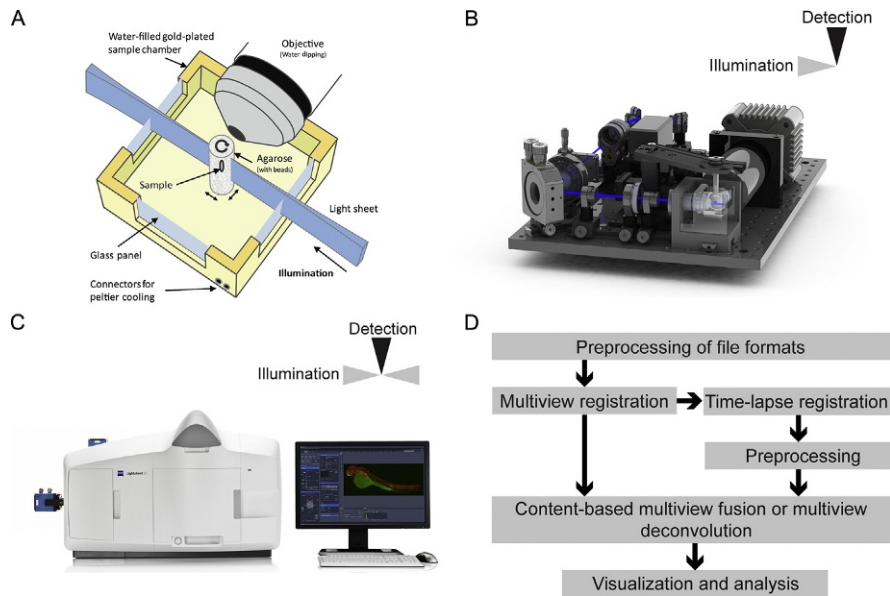 A
Water-filled gold-plated
sample chamber
Objective
(Water dipping)
Agarose
(with beads)
Sample
Light sheet
Glass panel
Illumination
Connectors for
peltier cooling
B
Detection
Illumination
C
Detection
Illumination
D
Preprocessing of file formats
Multiview registration
Time-lapse registration
Preprocessing
Content-based multiview fusion or multiview
deconvolution
Visualization and analysis